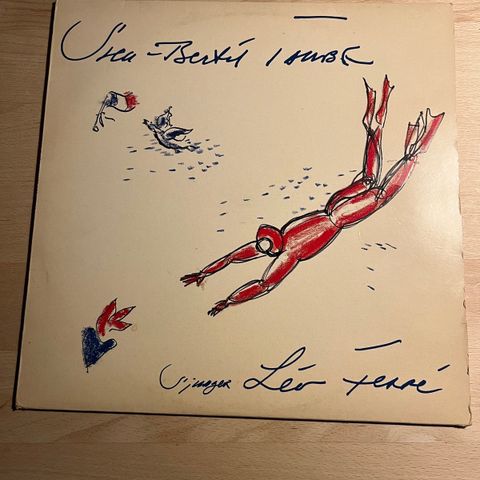 Sven-Bertil TAUBE
sjunger Léo Ferré